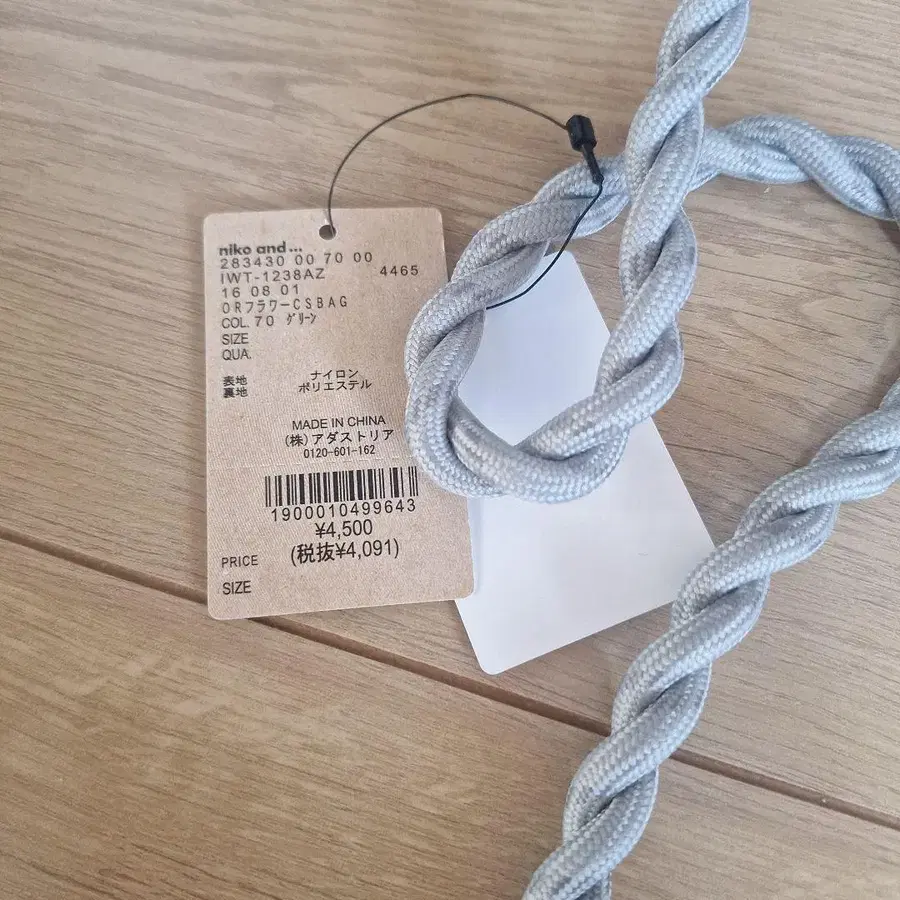 niko and...
283430 00 70 00
IWT-1238AZ 4465
16 08 01
ORフラワーCSBAG
COL. 70 グリーン
SIZE
QUA.
表地 ナイロン
裏地 ポリエステル
MADE IN CHINA
(株)アダストリア
0120-601-162
1900010499643
¥4,500
PRICE (税抜¥4,091)
SIZE